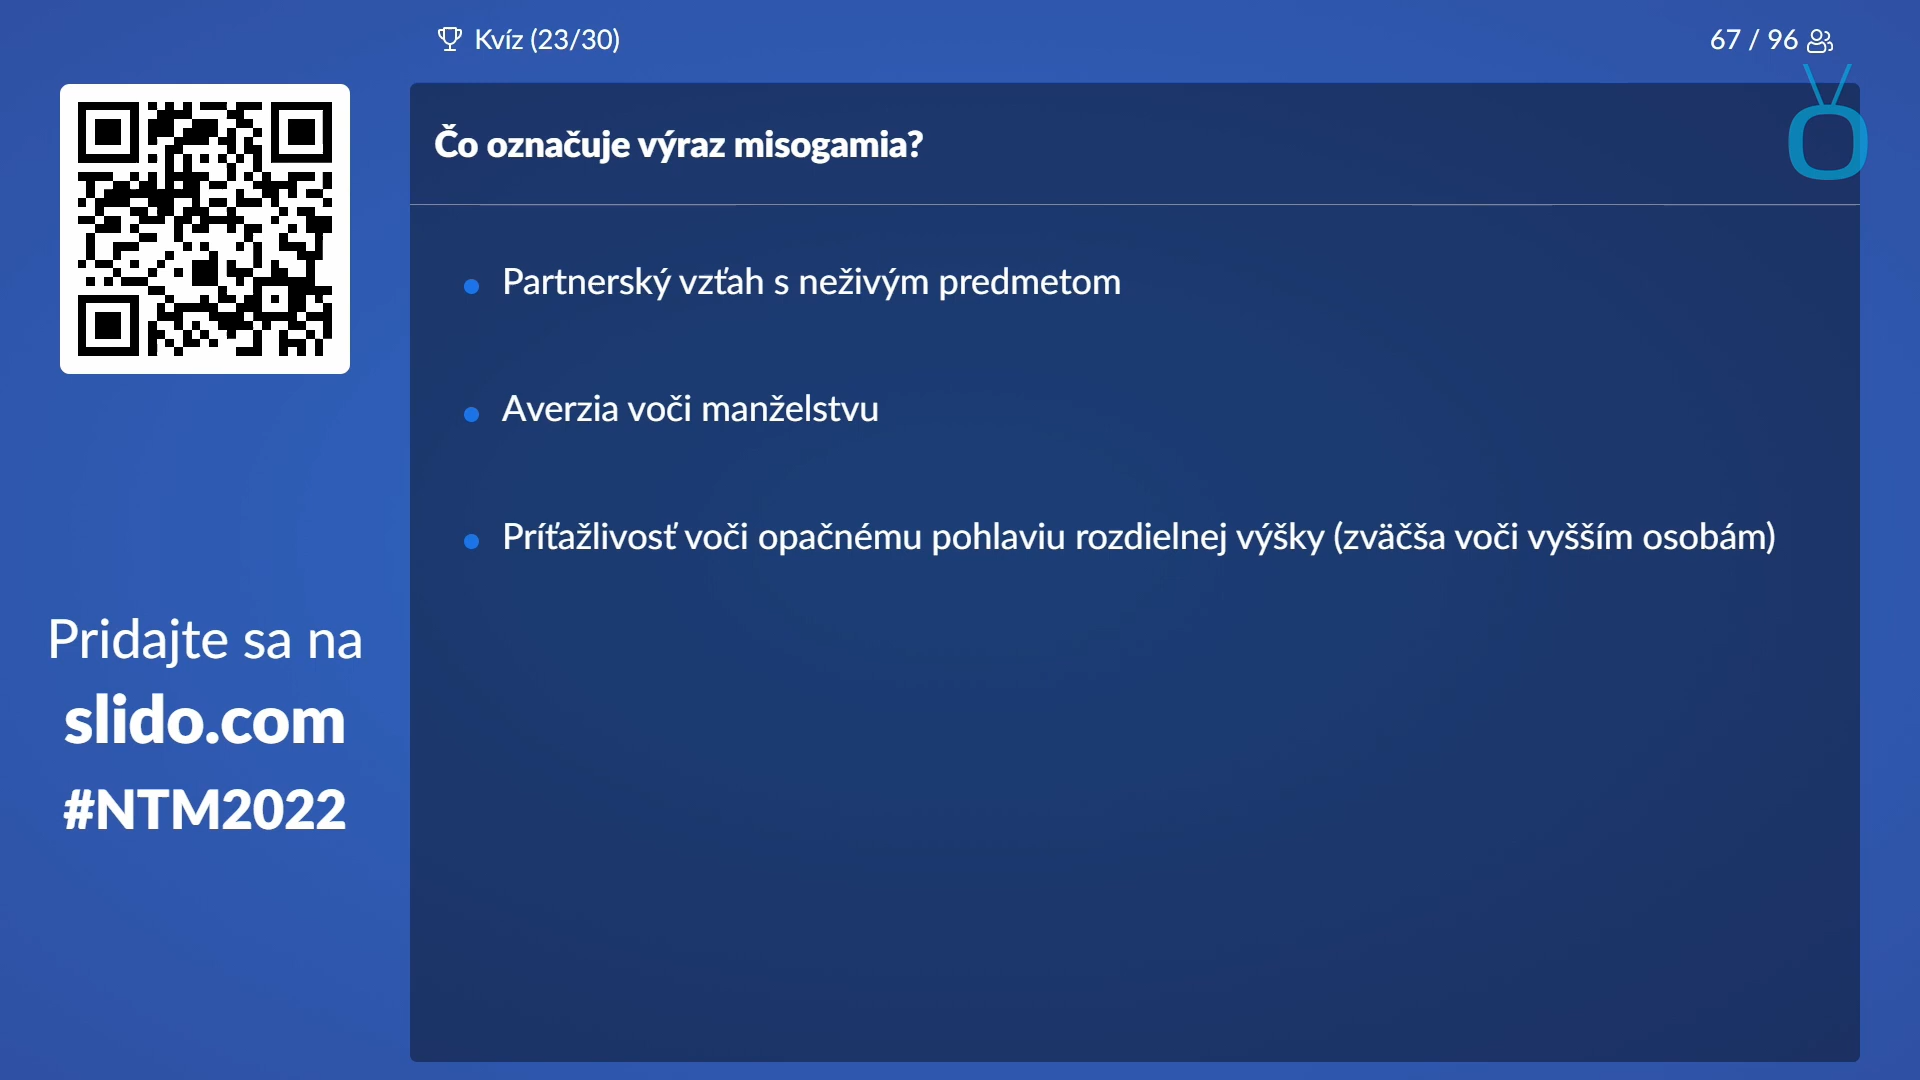 Kvíz (23/30)
67 / 96
Čo označuje výraz misogamia?
Partnerský vzťah s neživým predmetom
Averzia voči manželstvu
Príťažlivosť voči opačnému pohlaviu rozdielnej výšky (zväčša voči vyšším osobám)
Pridajte sa na
slido.com
#NTM2022